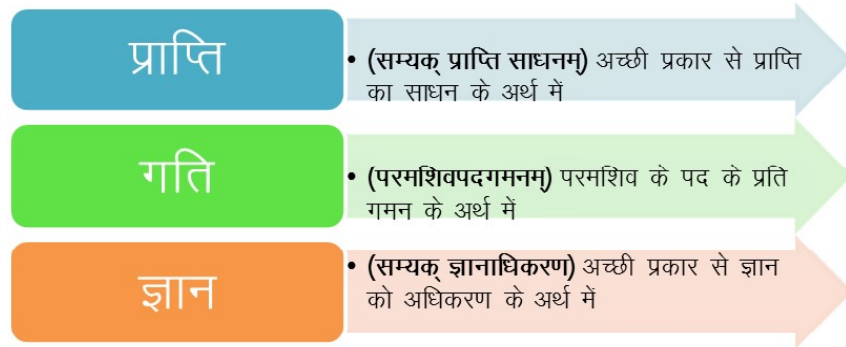 प्राप्ति
• (सम्यक् प्राप्ति साधनम्) अच्छी प्रकार से प्राप्ति
का साधन के अर्थ में
गति
• (परमशिवपदगमनम्) परमशिव के पद के प्रति
गमन के अर्थ में
ज्ञान
• (सम्यक् ज्ञानाधिकरण) अच्छी प्रकार से ज्ञान
को अधिकरण के अर्थ में